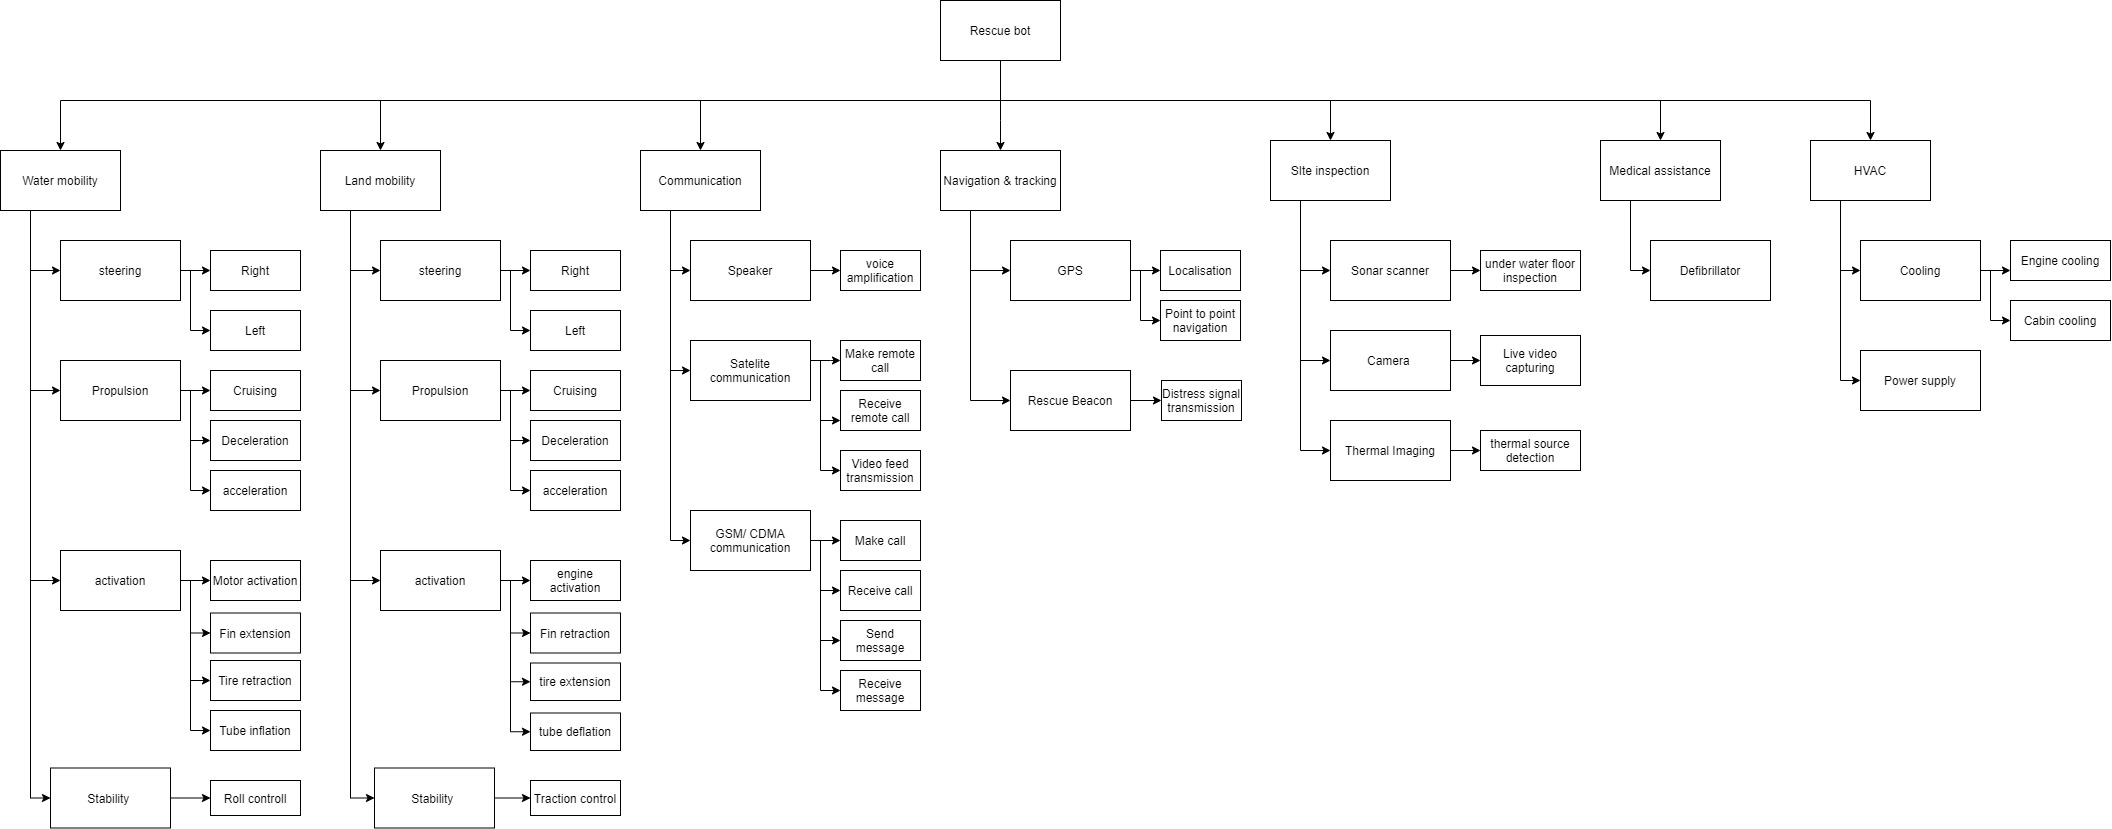 Rescue bot
Water mobility
steering
Right
Left
Propulsion
Cruising
Deceleration
acceleration
activation
Motor activation
Fin extension
Tire retraction
Tube inflation
Stability
Roll controll
Land mobility
steering
Right
Left
Propulsion
Cruising
Deceleration
acceleration
activation
engine
activation
Fin retraction
tire extension
tube deflation
Stability
Traction control
Communication
Speaker
voice
amplification
Satelite
communication
Make remote
call
Receive
remote call
Video feed
transmission
GSM/ CDMA
communication
Make call
Receive call
Send
message
Receive
message
Navigation & tracking
GPS
Localisation
Point to point
navigation
Rescue Beacon
Distress signal
transmission
SIte inspection
Sonar scanner
under water floor
inspection
Camera
Live video
capturing
Thermal Imaging
thermal source
detection
Medical assistance
Defibrillator
HVAC
Cooling
Engine cooling
Cabin cooling
Power supply